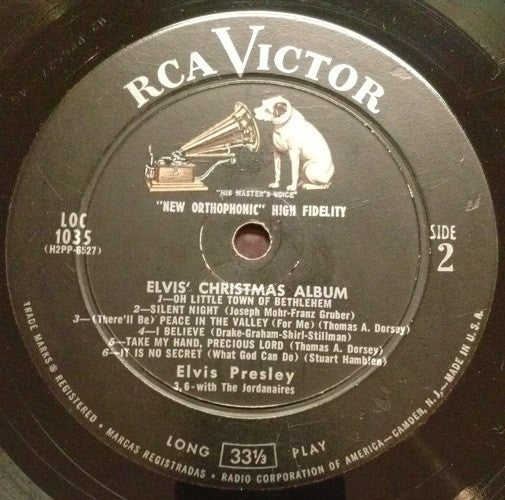 RCA VICTOR
"HIS MASTER'S VOICE"
"NEW ORTHOPHONIC" HIGH FIDELITY
LOC
1035
(H2PP-6527)
SIDE
2
ELVIS' CHRISTMAS ALBUM
1—OH LITTLE TOWN OF BETHLEHEM
2—SILENT NIGHT (Joseph Mohr-Franz Gruber)
3—(There'll Be) PEACE IN THE VALLEY (For Me) (Thomas A. Dorsey)
4—I BELIEVE (Drake-Graham-Shirl-Stillman)
5—TAKE MY HAND, PRECIOUS LORD (Thomas A. Dorsey)
6—IT IS NO SECRET (What God Can Do) (Stuart Hamblen)
Elvis Presley
3, 6-with The Jordanaires
LONG 33⅓ PLAY
TRADE MARKS ® REGISTERED • MARCAS REGISTRADAS • RADIO CORPORATION OF AMERICA—CAMDEN, N.J.—MADE IN U.S.A.